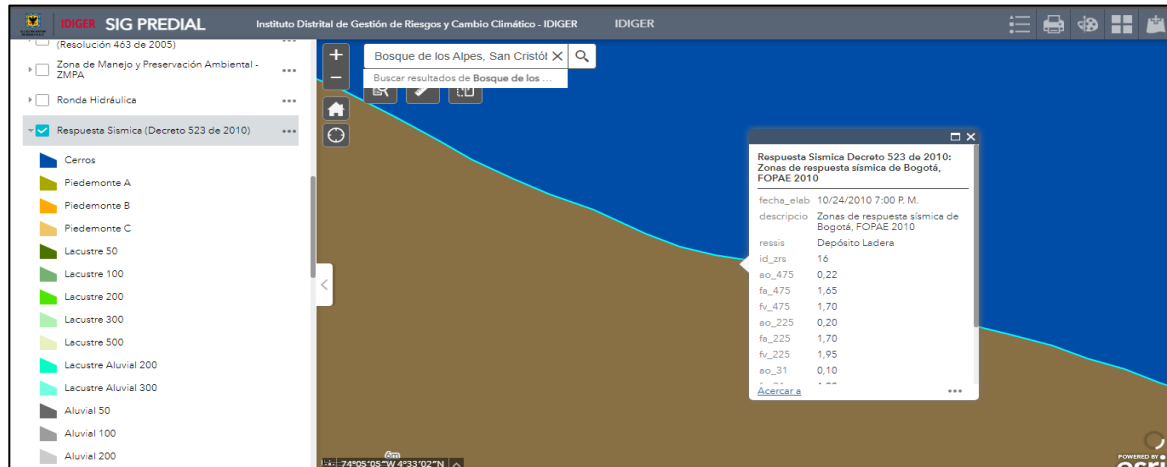 IDIGER SIG PREDIAL Instituto Distrital de Gestión de Riesgos y Cambio Climático - IDIGER IDIGER
(Resolución 463 de 2005)
Zona de Manejo y Preservación Ambiental -
ZMPA
Ronda Hidráulica
Respuesta Sismica (Decreto 523 de 2010)
Cerros
Piedemonte A
Piedemonte B
Piedemonte C
Lacustre 50
Lacustre 100
Lacustre 200
Lacustre 300
Lacustre 500
Lacustre Aluvial 200
Lacustre Aluvial 300
Aluvial 50
Aluvial 100
Aluvial 200
Bosque de los Alpes, San Cristól
Buscar resultados de Bosque de los ...
Respuesta Sismica Decreto 523 de 2010:
Zonas de respuesta sísmica de Bogotá,
FOPAE 2010
fecha_elab 10/24/2010 7:00 P. M.
descripcio Zonas de respuesta sísmica de
Bogotá, FOPAE 2010
ressis Depósito Ladera
id_zrs 16
ao_475 0,22
fa_475 1,65
fv_475 1,70
ao_225 0,20
fa_225 1,70
fv_225 1,95
ao_31 0,10
Acercar a
6m
74°05'05"W 4°33'02"N
POWERED BY
esri